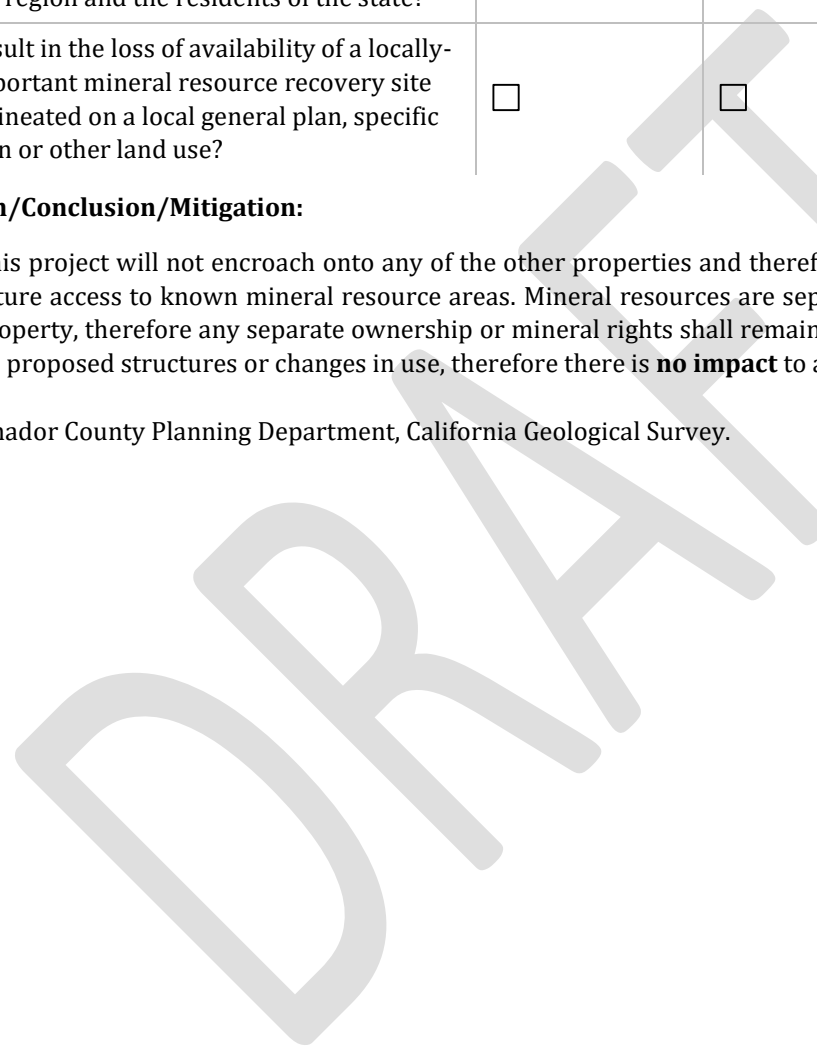 region and the residents of the state?
sult in the loss of availability of a locally-
portant mineral resource recovery site
ineated on a local general plan, specific
n or other land use?
☐ ☐
n/Conclusion/Mitigation:
is project will not encroach onto any of the other properties and theref
ture access to known mineral resource areas. Mineral resources are sep
operty, therefore any separate ownership or mineral rights shall remain
proposed structures or changes in use, therefore there is no impact to a
ador County Planning Department, California Geological Survey.
DRAFT